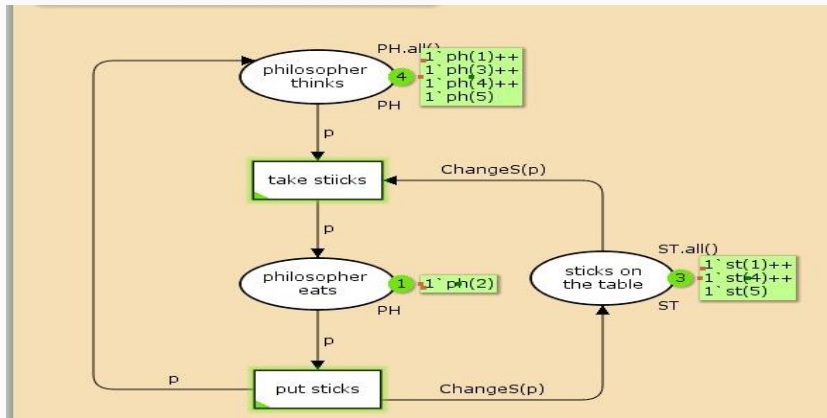 PH.all()
philosopher
thinks
4
1`ph(1)++
1`ph(3)++
1`ph(4)++
1`ph(5)
PH
p
take stiicks
ChangeS(p)
p
ST.all()
philosopher
eats
1
1`ph(2)
PH
sticks on
the table
3
1`st(1)++
1`st(4)++
1`st(5)
ST
p
p
put sticks
ChangeS(p)